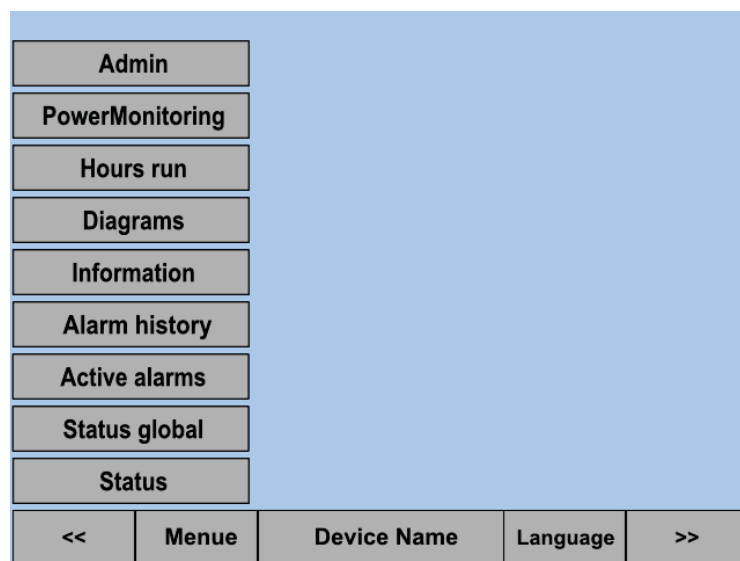 Admin
PowerMonitoring
Hours run
Diagrams
Information
Alarm history
Active alarms
Status global
Status
<< Menue Device Name Language >>